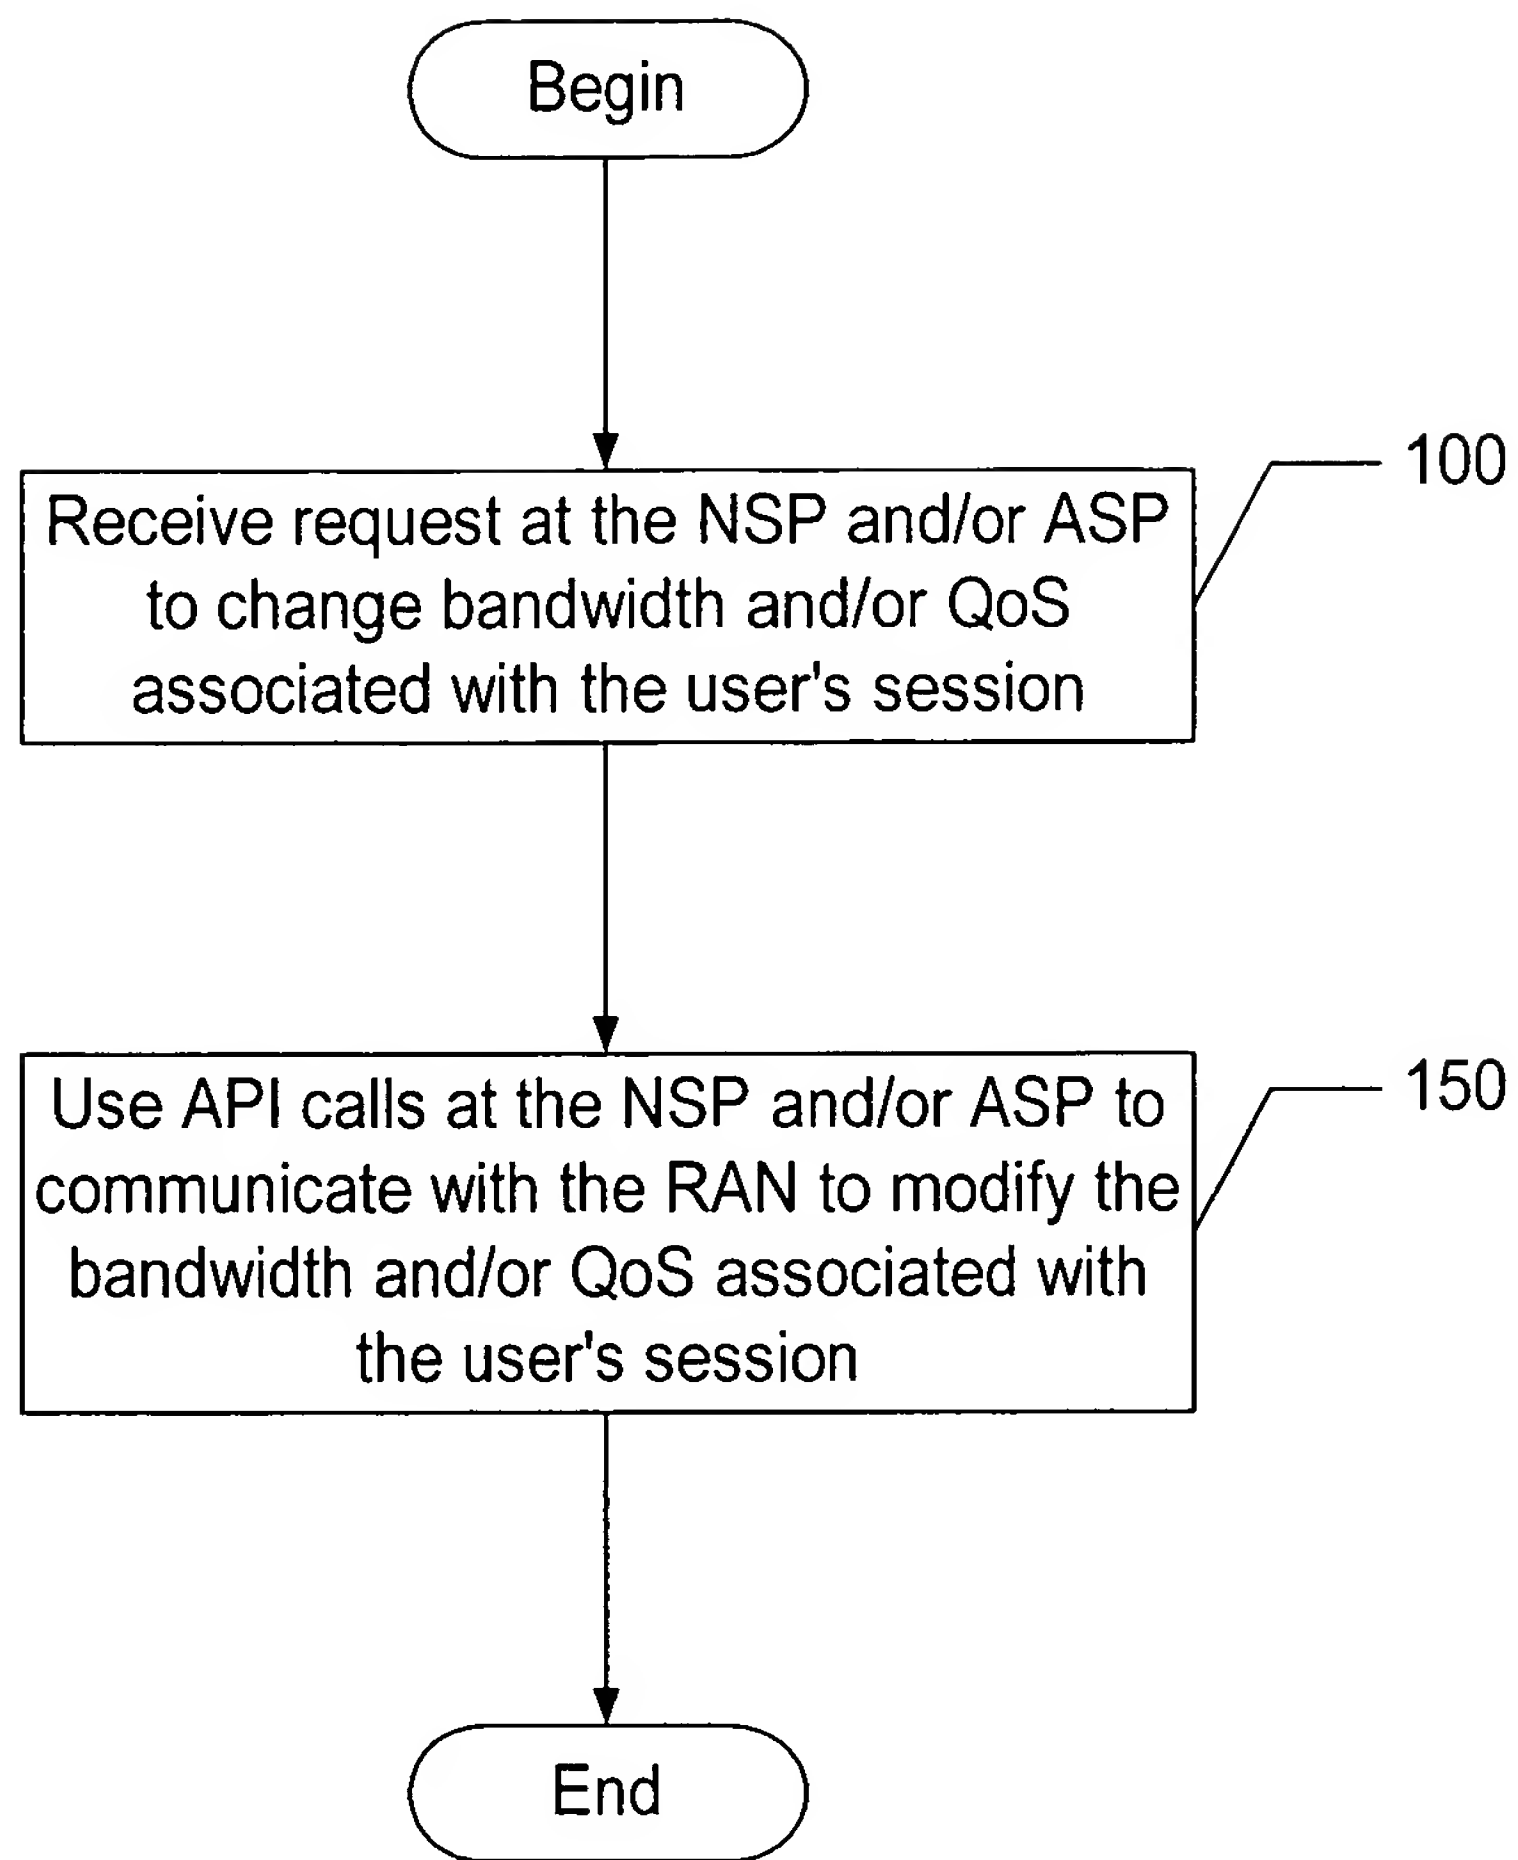 Begin
100
Receive request at the NSP and/or ASP
to change bandwidth and/or QoS
associated with the user's session
150
Use API calls at the NSP and/or ASP to
communicate with the RAN to modify the
bandwidth and/or QoS associated with
the user's session
End